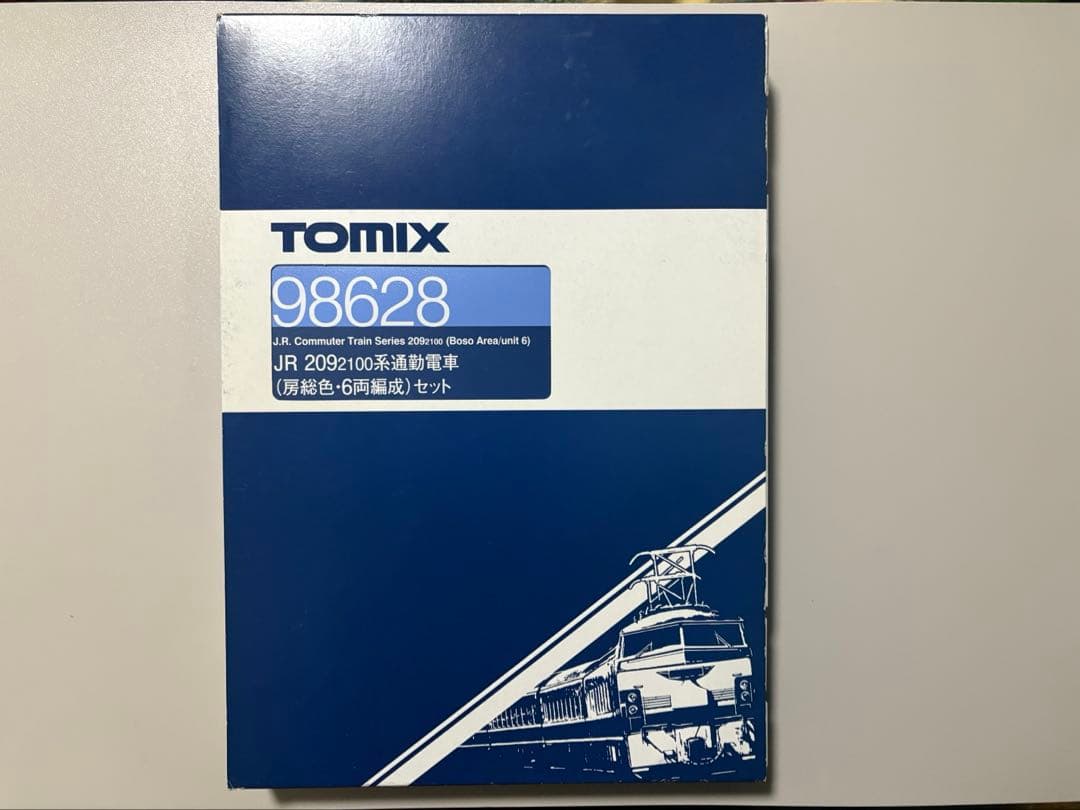 TOMIX
98628
J.R. Commuter Train Series 2092100 (Boso Area/unit 6)
JR 2092100系通勤電車
(房総色・6両編成)セット